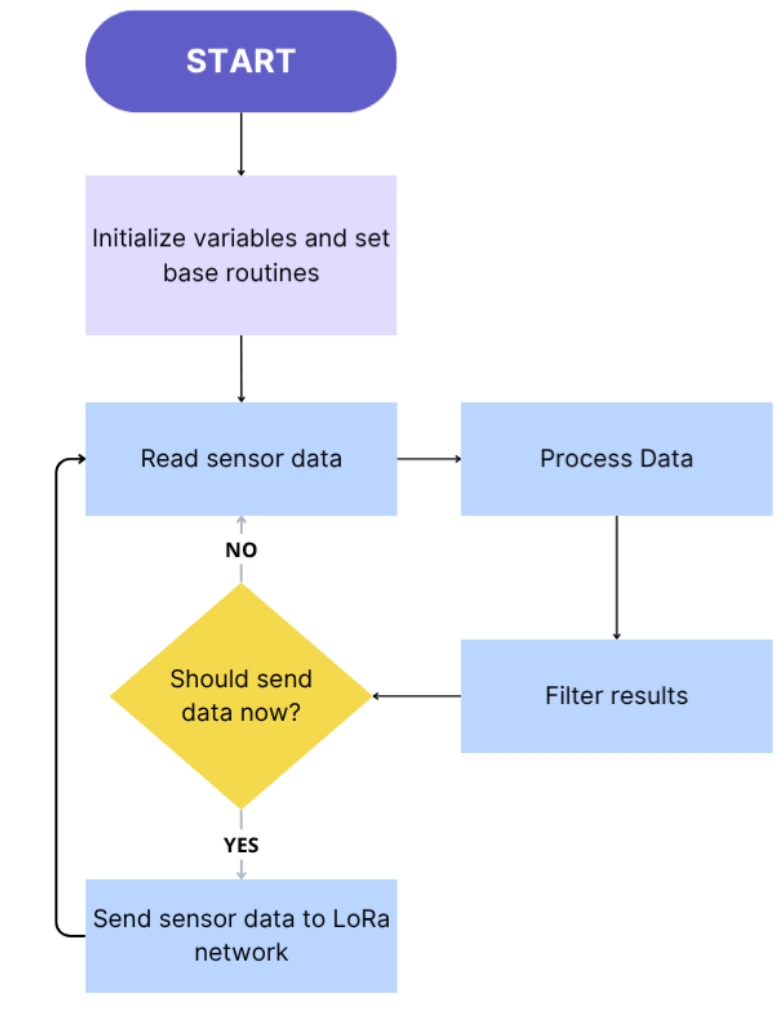 START
Initialize variables and set
base routines
Read sensor data
Process Data
NO
Should send
data now?
Filter results
YES
Send sensor data to LoRa
network